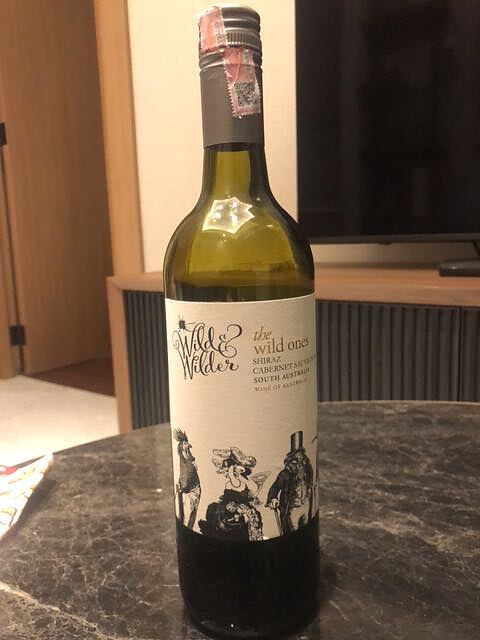 Wild &
Wilder
the
wild ones
SHIRAZ
CABERNET SAUVIGNON
SOUTH AUSTRALIA
WINE OF AUSTRALIA